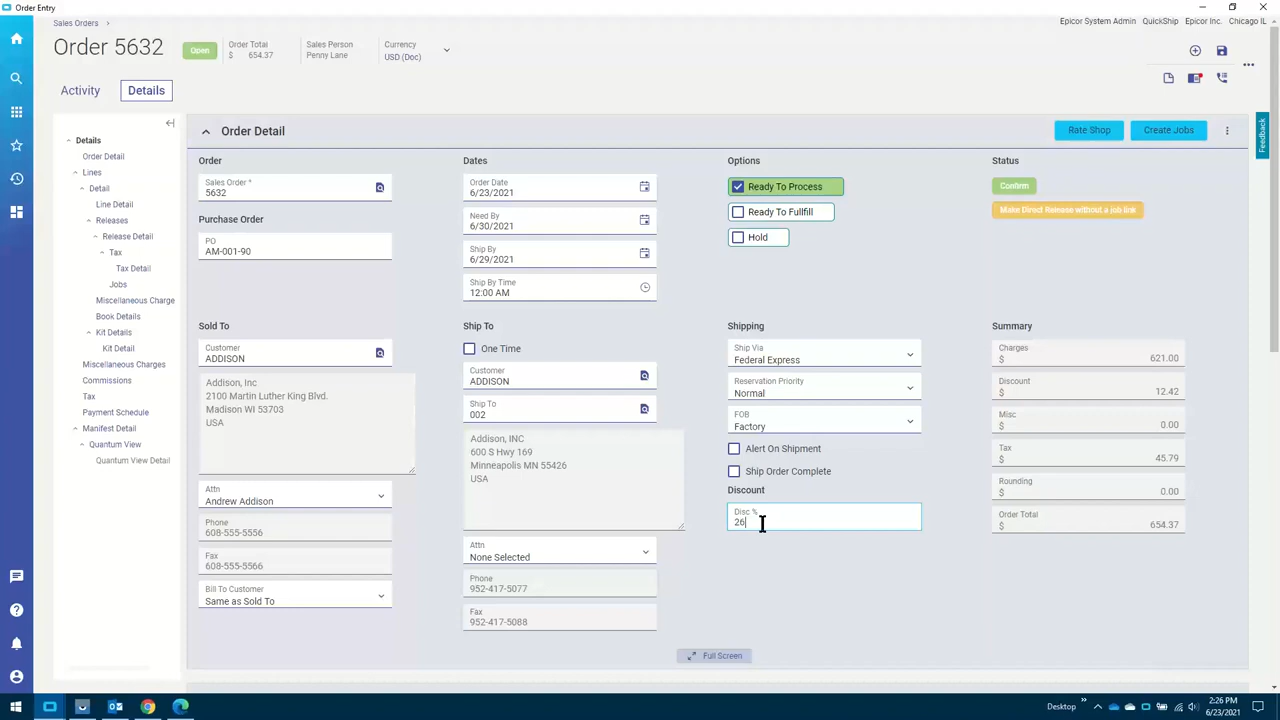 Order Entry
Sales Orders
Epicor System Admin QuickShip Epicor Inc. Chicago IL
Order 5632
Open
Order Total
$ 654.37
Sales Person
Penny Lane
Currency
USD (Doc)
Activity
Details
Feedback
Details
Order Detail
Lines
Detail
Line Detail
Releases
Release Detail
Tax
Tax Detail
Jobs
Miscellaneous Charge
Book Details
Kit Details
Kit Detail
Miscellaneous Charges
Commissions
Tax
Payment Schedule
Manifest Detail
Quantum View
Quantum View Detail
Order Detail
Rate Shop
Create Jobs
Order
Sales Order *
5632
Purchase Order
PO
AM-001-90
Dates
Order Date
6/23/2021
Need By
6/30/2021
Ship By
6/29/2021
Ship By Time
12:00 AM
Options
Ready To Process
Ready To Fullfill
Hold
Status
Confirm
Make Direct Release without a job link
Sold To
Customer
ADDISON
Addison, Inc
2100 Martin Luther King Blvd.
Madison WI 53703
USA
Attn
Andrew Addison
Phone
608-555-5556
Fax
608-555-5566
Bill To Customer
Same as Sold To
Ship To
One Time
Customer
ADDISON
Ship To
002
Addison, INC
600 S Hwy 169
Minneapolis MN 55426
USA
Attn
None Selected
Phone
952-417-5077
Fax
952-417-5088
Shipping
Ship Via
Federal Express
Reservation Priority
Normal
FOB
Factory
Alert On Shipment
Ship Order Complete
Discount
Disc %
26
Summary
Charges
$ 621.00
Discount
$ 12.42
Misc
$ 0.00
Tax
$ 45.79
Rounding
$ 0.00
Order Total
$ 654.37
Full Screen
Desktop
2:26 PM
6/23/2021